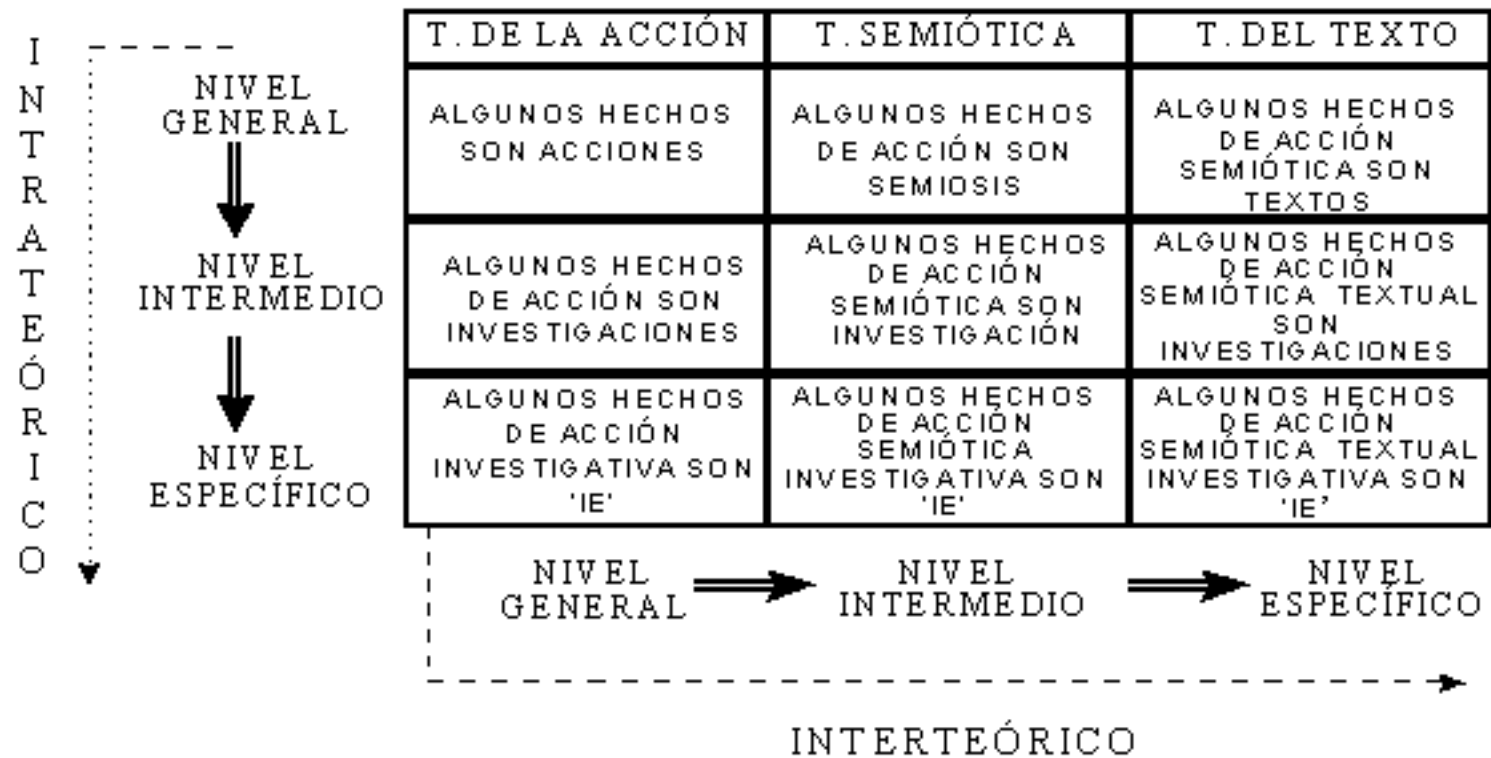 INTRATEÓRICO
T. DE LA ACCIÓN
T. SEMIÓTICA
T. DEL TEXTO
NIVEL
GENERAL
ALGUNOS HECHOS
SON ACCIONES
ALGUNOS HECHOS
DE ACCIÓN SON
SEMIOSIS
ALGUNOS HECHOS
DE ACCIÓN
SEMIÓTICA SON
TEXTOS
NIVEL
INTERMEDIO
ALGUNOS HECHOS
DE ACCIÓN SON
INVESTIGACIONES
ALGUNOS HECHOS
DE ACCIÓN
SEMIÓTICA SON
INVESTIGACIÓN
ALGUNOS HECHOS
DE ACCIÓN
SEMIÓTICA TEXTUAL
SON
INVESTIGACIONES
NIVEL
ESPECÍFICO
ALGUNOS HECHOS
DE ACCIÓN
INVESTIGATIVA SON
'IE'
ALGUNOS HECHOS
DE ACCIÓN
SEMIÓTICA
INVESTIGATIVA SON
'IE'
ALGUNOS HECHOS
DE ACCIÓN
SEMIÓTICA TEXTUAL
INVESTIGATIVA SON
'IE'
NIVEL
GENERAL
NIVEL
INTERMEDIO
NIVEL
ESPECÍFICO
INTERTEÓRICO